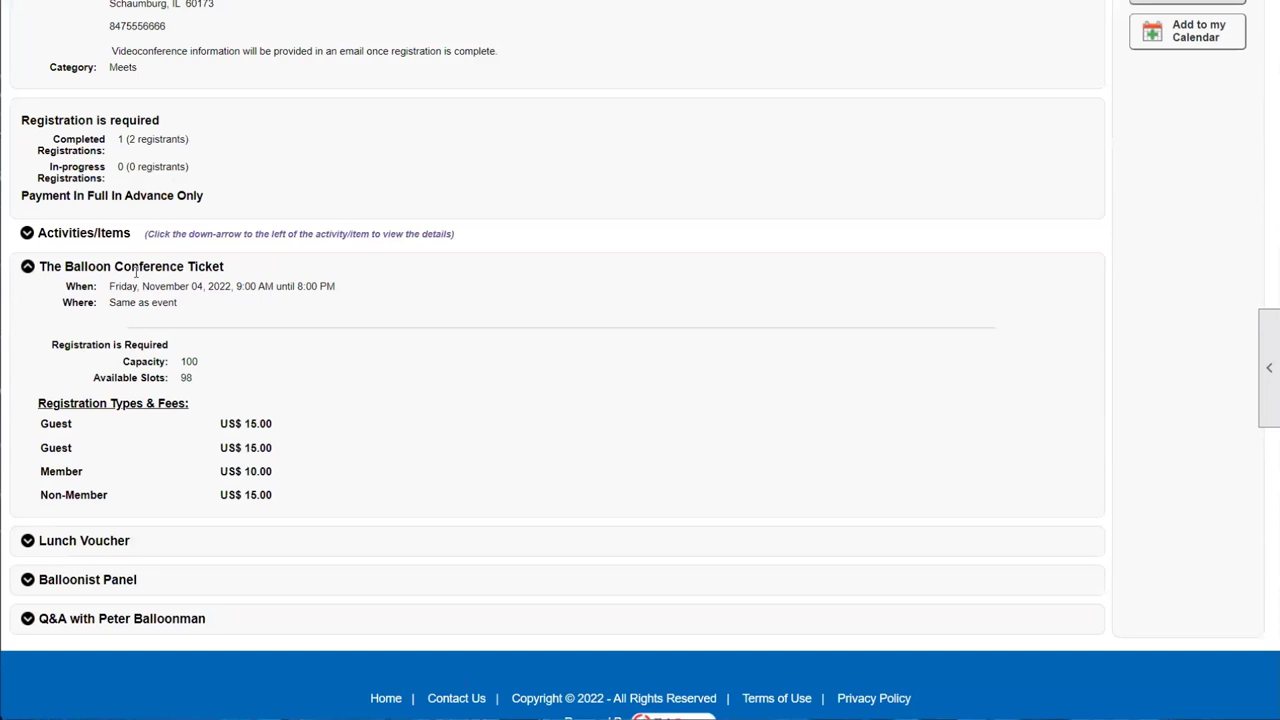 Schaumburg, IL 60173
8475556666
Videoconference information will be provided in an email once registration is complete.
Category: Meets
Add to my
Calendar
Registration is required
Completed Registrations: 1 (2 registrants)
In-progress Registrations: 0 (0 registrants)
Payment In Full In Advance Only
Activities/Items (Click the down-arrow to the left of the activity/item to view the details)
The Balloon Conference Ticket
When: Friday, November 04, 2022, 9:00 AM until 8:00 PM
Where: Same as event
Registration is Required
Capacity: 100
Available Slots: 98
Registration Types & Fees:
Guest US$ 15.00
Guest US$ 15.00
Member US$ 10.00
Non-Member US$ 15.00
Lunch Voucher
Balloonist Panel
Q&A with Peter Balloonman
Home | Contact Us | Copyright © 2022 - All Rights Reserved | Terms of Use | Privacy Policy